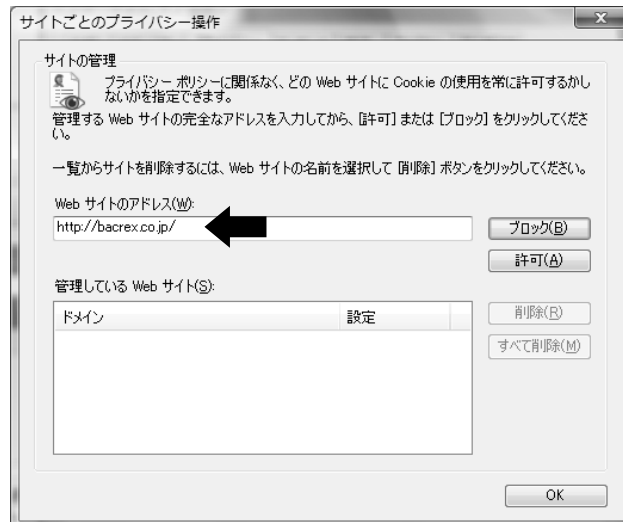 サイトごとのプライバシー操作
X
サイトの管理
プライバシー ポリシーに関係なく、どの Web サイトに Cookie の使用を常に許可するかし
ないかを指定できます。
管理する Web サイトの完全なアドレスを入力してから、[許可] または [ブロック] をクリックしてくださ
い。
一覧からサイトを削除するには、Web サイトの名前を選択して [削除] ボタンをクリックしてください。
Web サイトのアドレス(W):
http://bacrex.co.jp/
ブロック(B)
許可(A)
管理している Web サイト(S):
ドメイン 設定
削除(R)
すべて削除(M)
OK